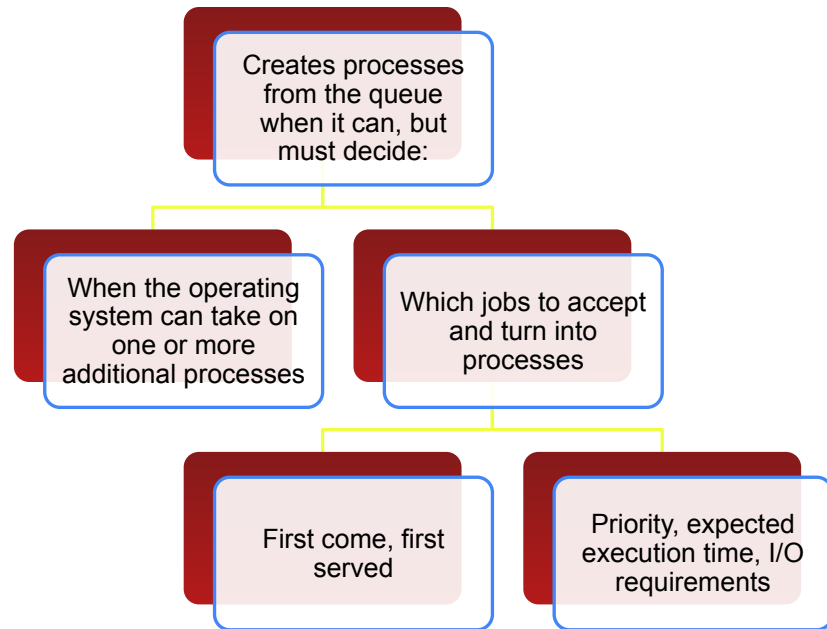 Creates processes
from the queue
when it can, but
must decide:
When the operating
system can take on
one or more
additional processes
Which jobs to accept
and turn into
processes
First come, first
served
Priority, expected
execution time, I/O
requirements